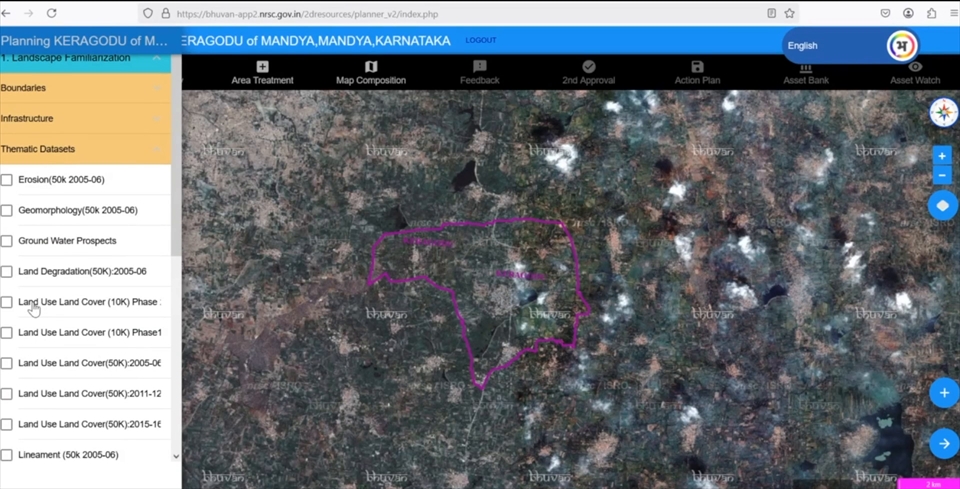 https://bhuvan-app2.nrsc.gov.in/2dresources/planner_v2/index.php
Planning KERAGODU of M... ERAGODU of MANDYA,MANDYA,KARNATAKA LOGOUT
English
1. Landscape Familiarization
Area Treatment
Map Composition
Feedback
2nd Approval
Action Plan
Asset Bank
Asset Watch
Boundaries
Infrastructure
Thematic Datasets
Erosion(50k 2005-06)
Geomorphology(50k 2005-06)
Ground Water Prospects
Land Degradation(50K):2005-06
Land Use Land Cover (10K) Phase
Land Use Land Cover (10K) Phase1
Land Use Land Cover(50K):2005-06
Land Use Land Cover(50K):2011-12
Land Use Land Cover(50K):2015-16
Lineament (50k 2005-06)
bhuvan
bhuvan
bhuvan
bhuvan
bhuvan
bhuvan
bhuvan
bhuvan
bhuvan
bhuvan
bhuvan
bhuvan
3 km